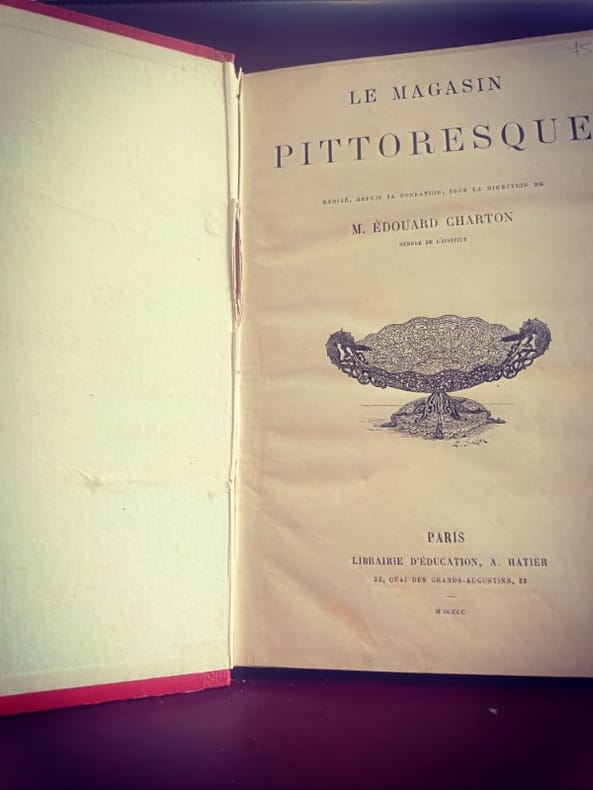 LE MAGASIN
PITTORESQUE
RÉDIGÉ, DEPUIS SA FONDATION, SOUS LA DIRECTION DE
M. ÉDOUARD CHARTON
MEMBRE DE L'INSTITUT
PARIS
LIBRAIRIE D'ÉDUCATION, A. HATIER
33, QUAI DES GRANDS-AUGUSTINS, 33
M DCCCC